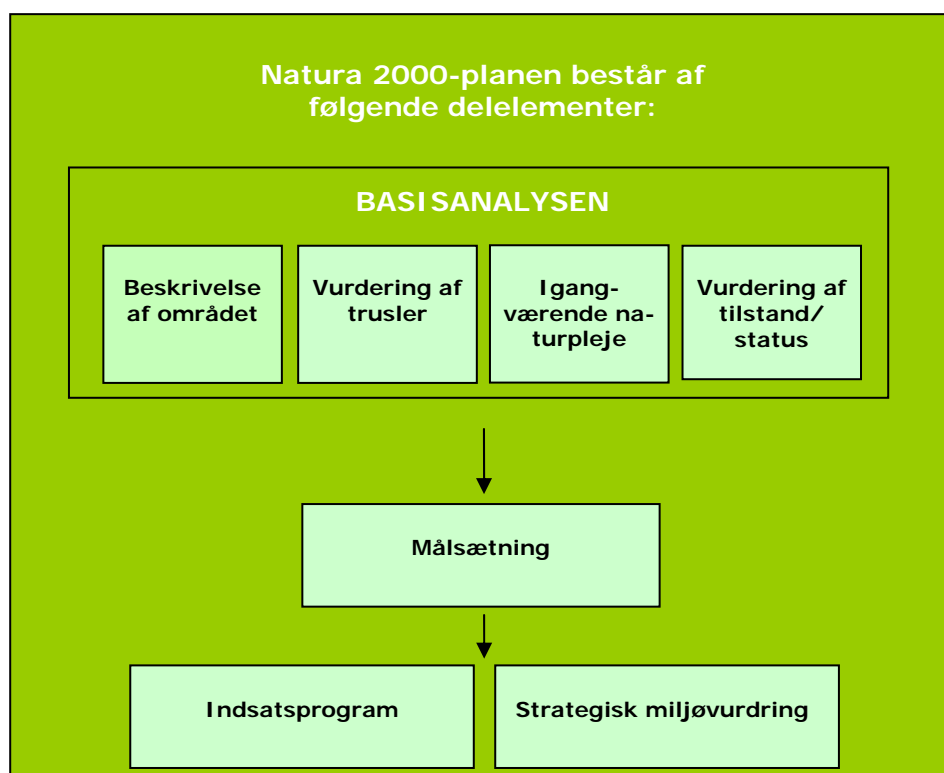 Natura 2000-planen består af
følgende delelementer:
BASISANALYSEN
Beskrivelse
af området
Vurdering af
trusler
Igang-
værende na-
turpleje
Vurdering af
tilstand/
status
Målsætning
Indsatsprogram
Strategisk miljøvurdring